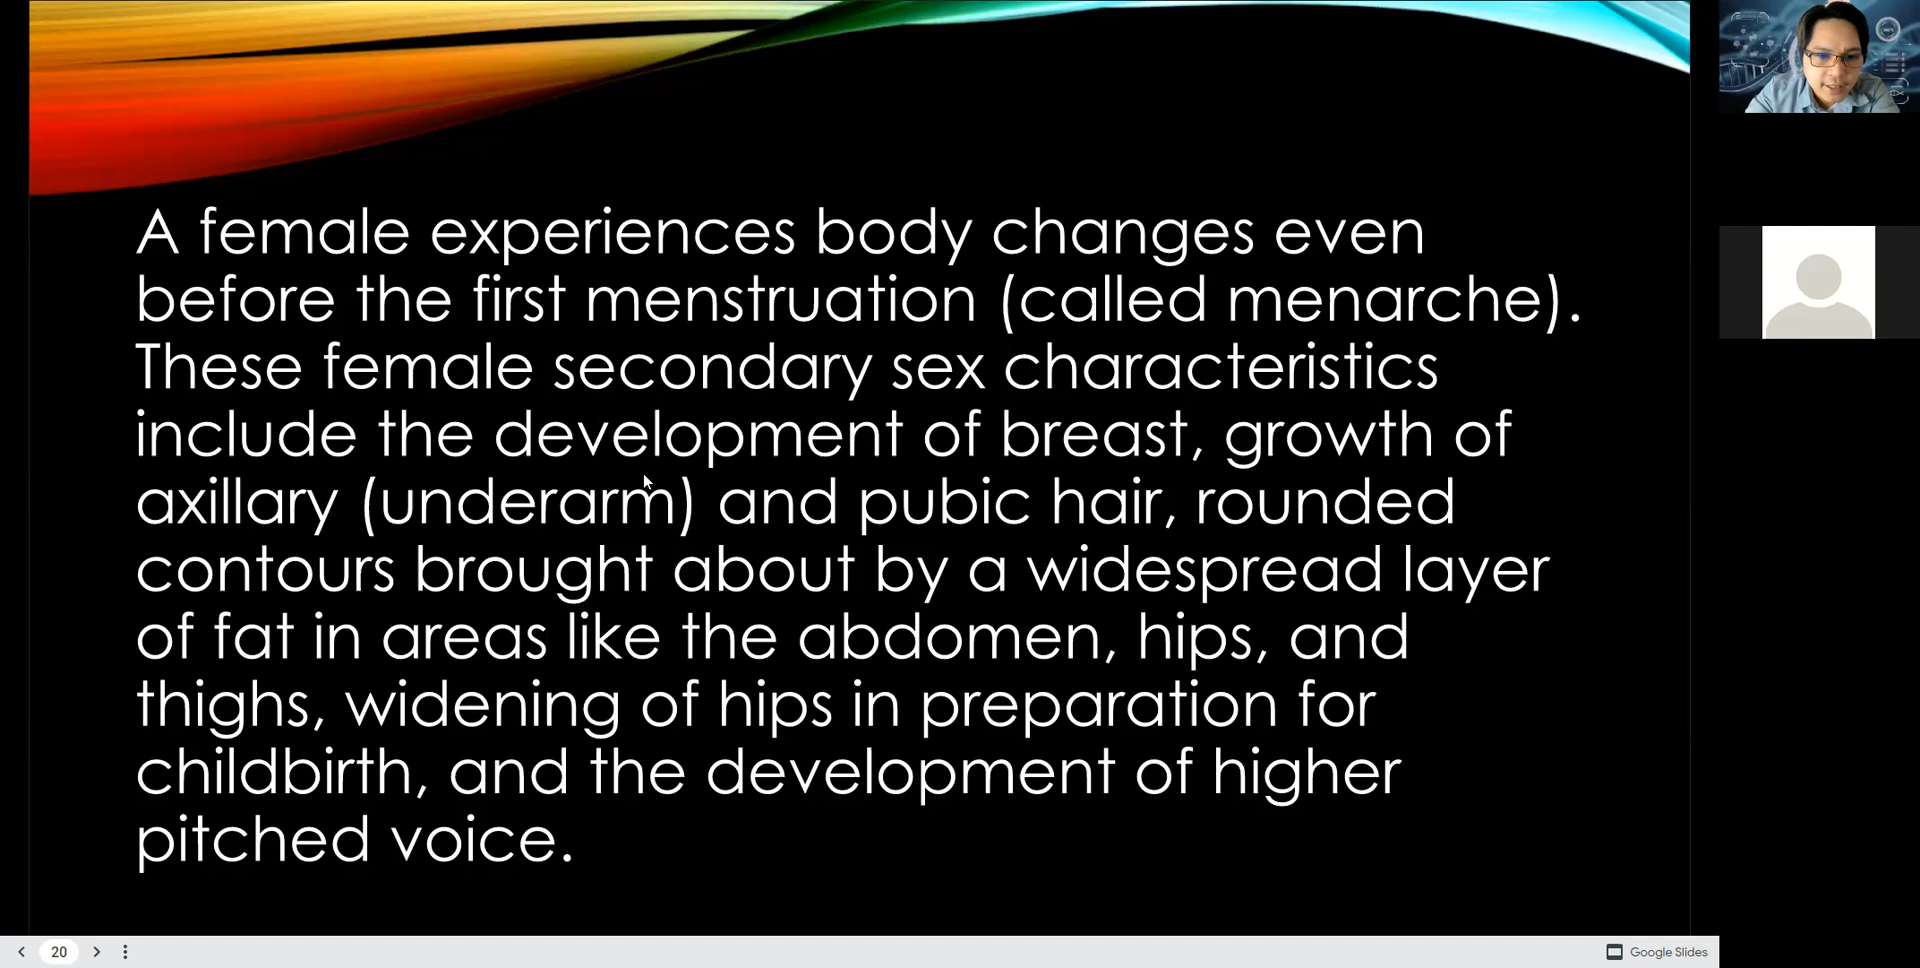 A female experiences body changes even
before the first menstruation (called menarche).
These female secondary sex characteristics
include the development of breast, growth of
axillary (underarm) and pubic hair, rounded
contours brought about by a widespread layer
of fat in areas like the abdomen, hips, and
thighs, widening of hips in preparation for
childbirth, and the development of higher
pitched voice.
20
Google Slides